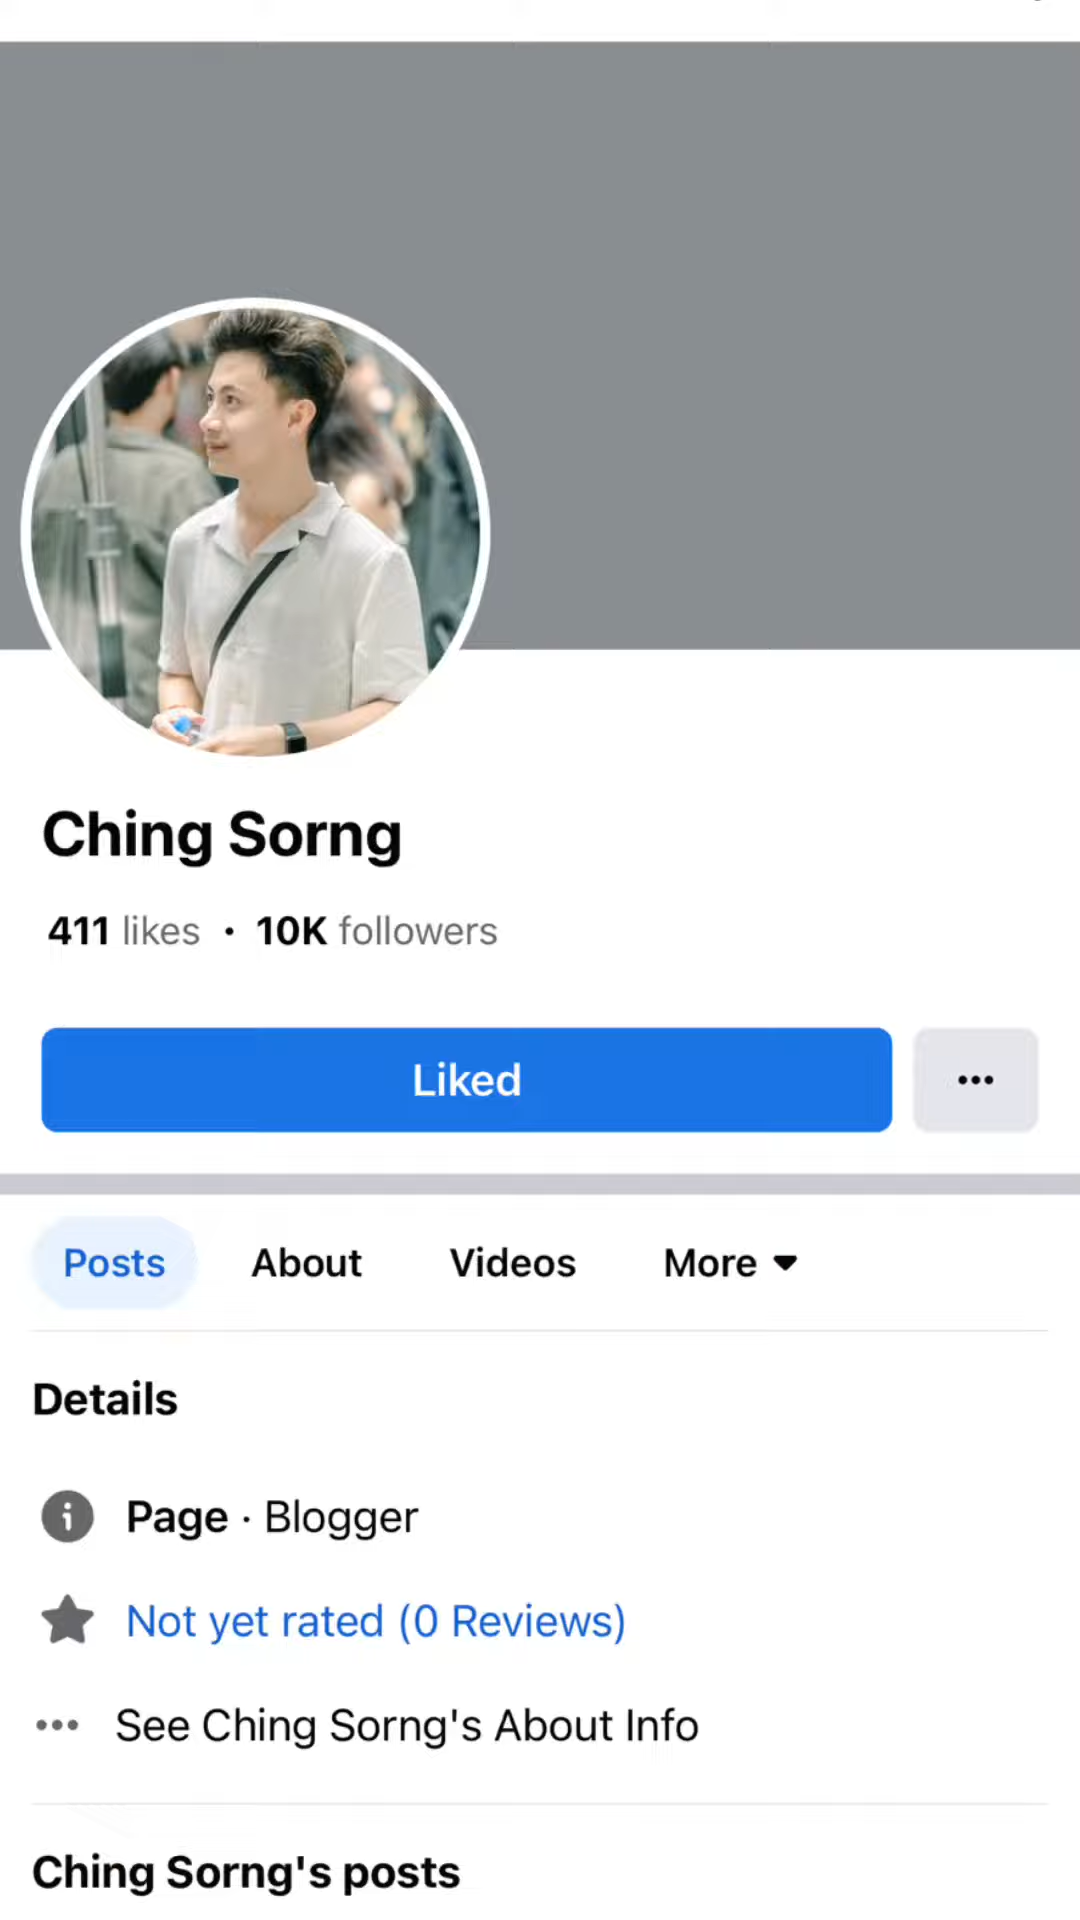 Ching Sorng
411 likes · 10K followers
Liked
Posts About Videos More
Details
Page · Blogger
Not yet rated (0 Reviews)
See Ching Sorng's About Info
Ching Sorng's posts